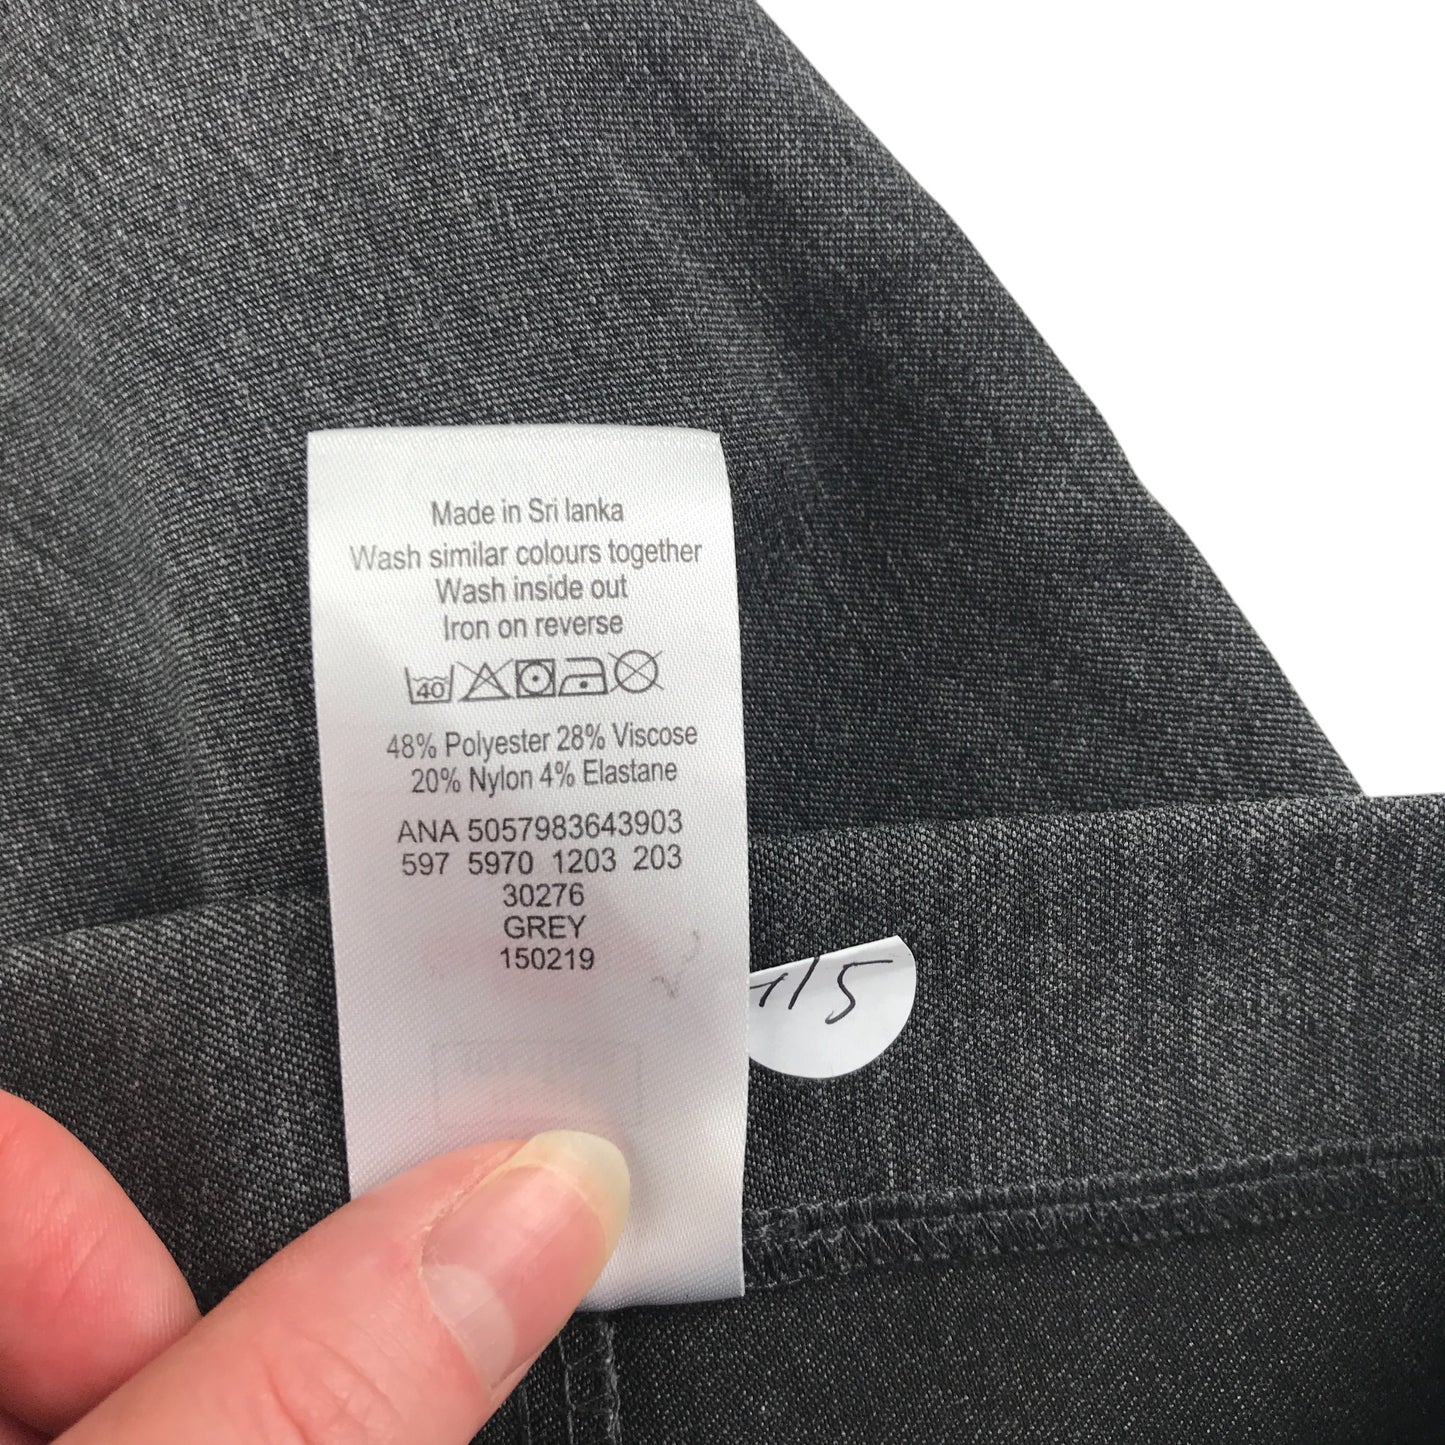 Made in Sri lanka
Wash similar colours together
Wash inside out
Iron on reverse
40
48% Polyester 28% Viscose
20% Nylon 4% Elastane
ANA 5057983643903
597 5970 1203 203
30276
GREY
150219